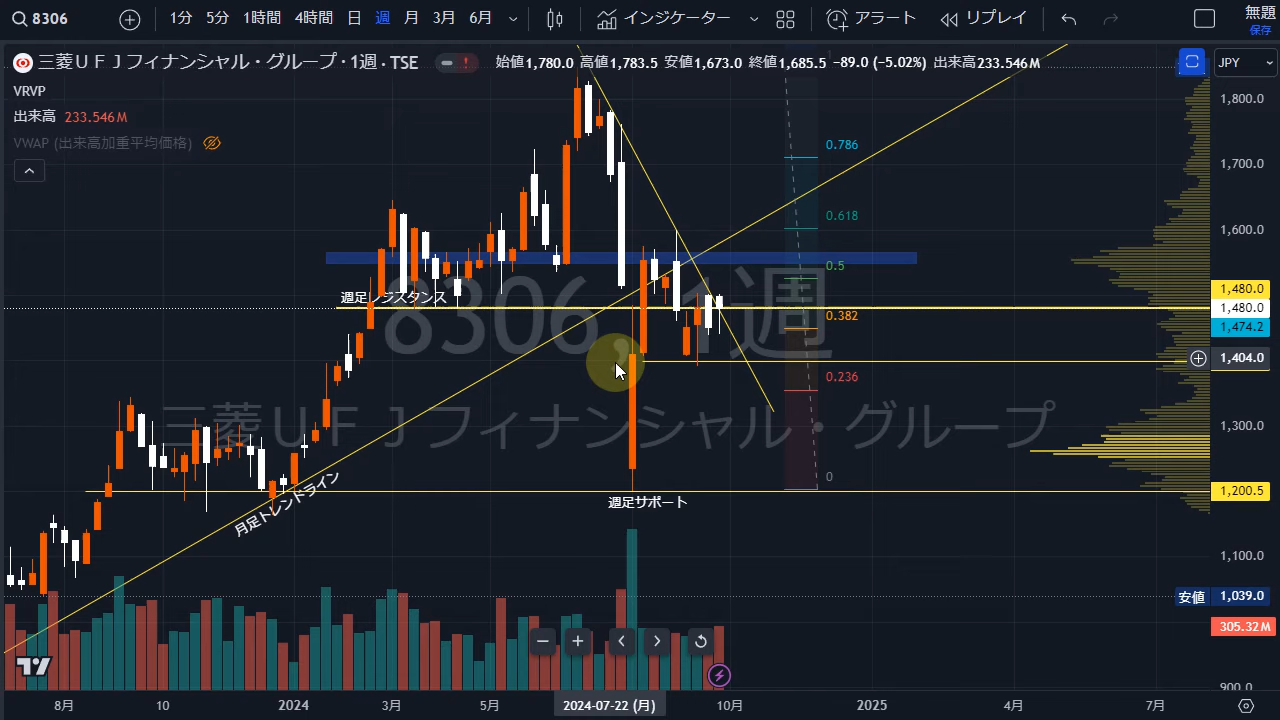 8306 1分 5分 1時間 4時間 日 週 月 3月 6月 インジケーター アラート リプレイ 無題
保存
三菱ＵＦＪフィナンシャル・グループ・1週・TSE 始値1,780.0 高値1,783.5 安値1,673.0 終値1,685.5 −89.0 (−5.02%) 出来高233.546M JPY
VRVP
出来高 233.546M
VWAP (出来高加重平均価格)
1,800.0
0.786
1,700.0
0.618
1,600.0
0.5
週足レジスタンス
1,480.0
1,480.0
0.382
1,474.2
8306, 1週
1,404.0
0.236
三菱ＵＦＪフィナンシャル・グループ
1,300.0
月足トレンドライン
0
週足サポート
1,200.5
1,100.0
安値 1,039.0
305.32M
900.0
8月 10 2024 3月 5月 2024-07-22 (月) 10月 2025 4月 7月